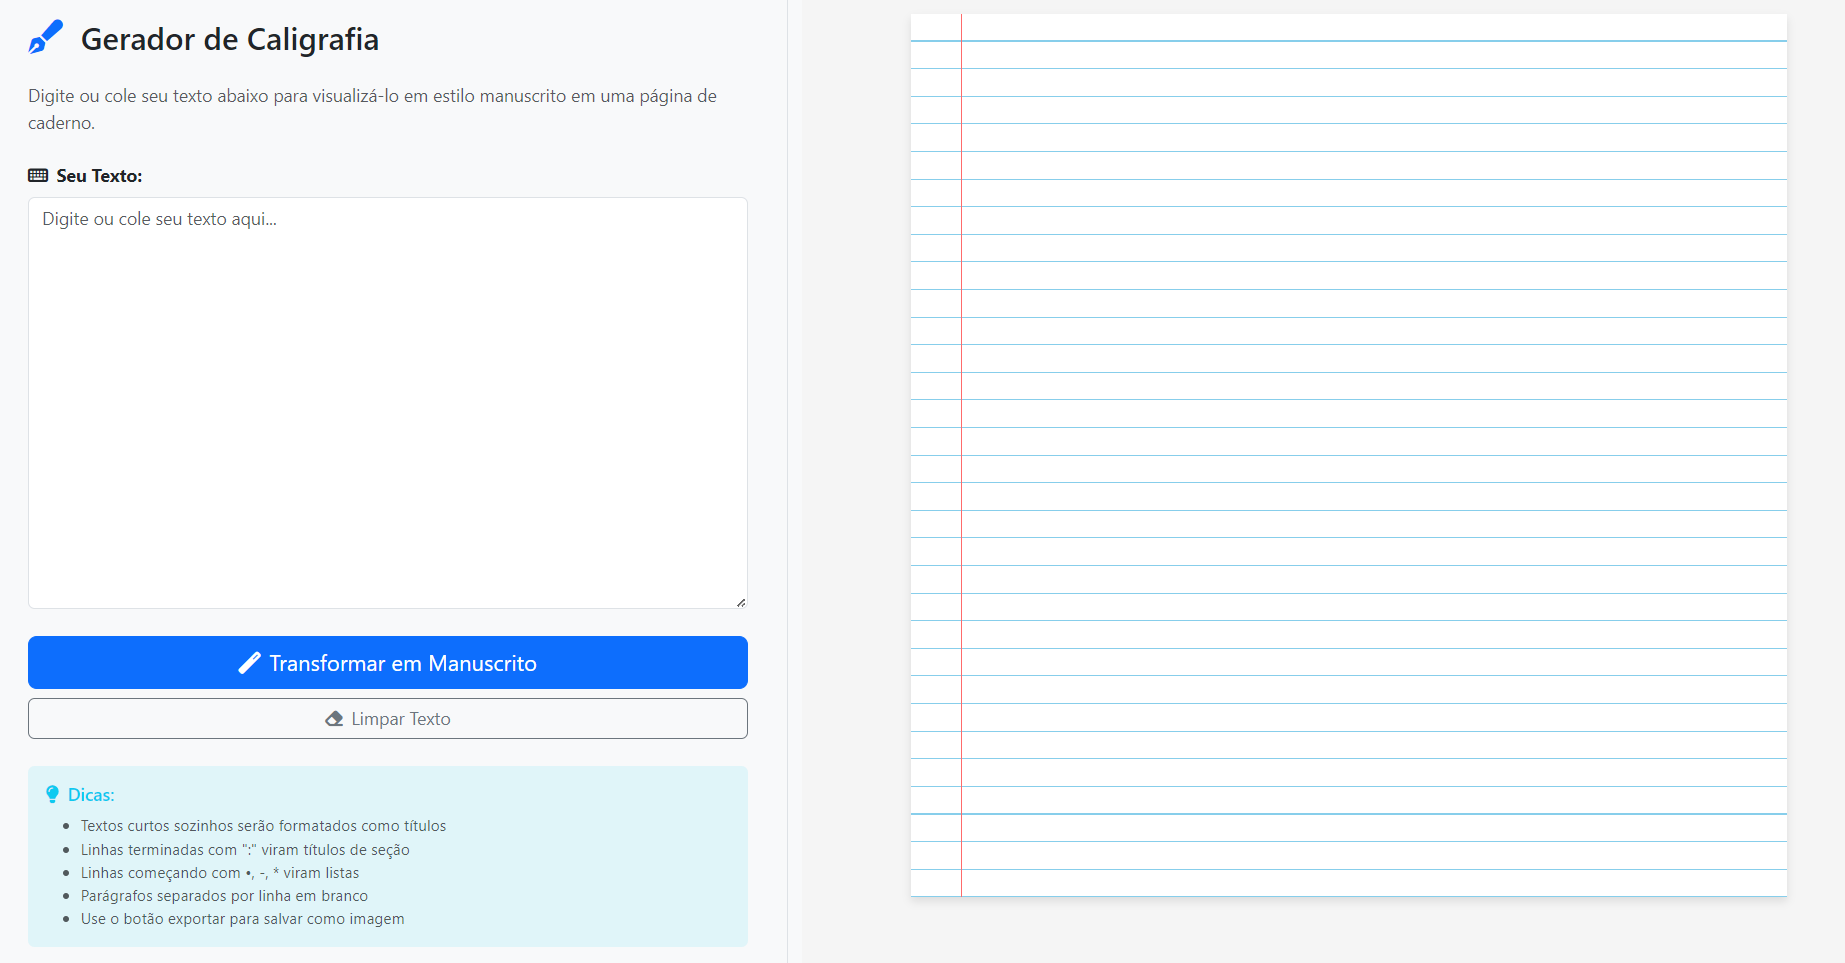 Gerador de Caligrafia
Digite ou cole seu texto abaixo para visualizá-lo em estilo manuscrito em uma página de
caderno.
Seu Texto:
Digite ou cole seu texto aqui...
Transformar em Manuscrito
Limpar Texto
Dicas:
• Textos curtos sozinhos serão formatados como títulos
• Linhas terminadas com ":" viram títulos de seção
• Linhas começando com •, -, * viram listas
• Parágrafos separados por linha em branco
• Use o botão exportar para salvar como imagem